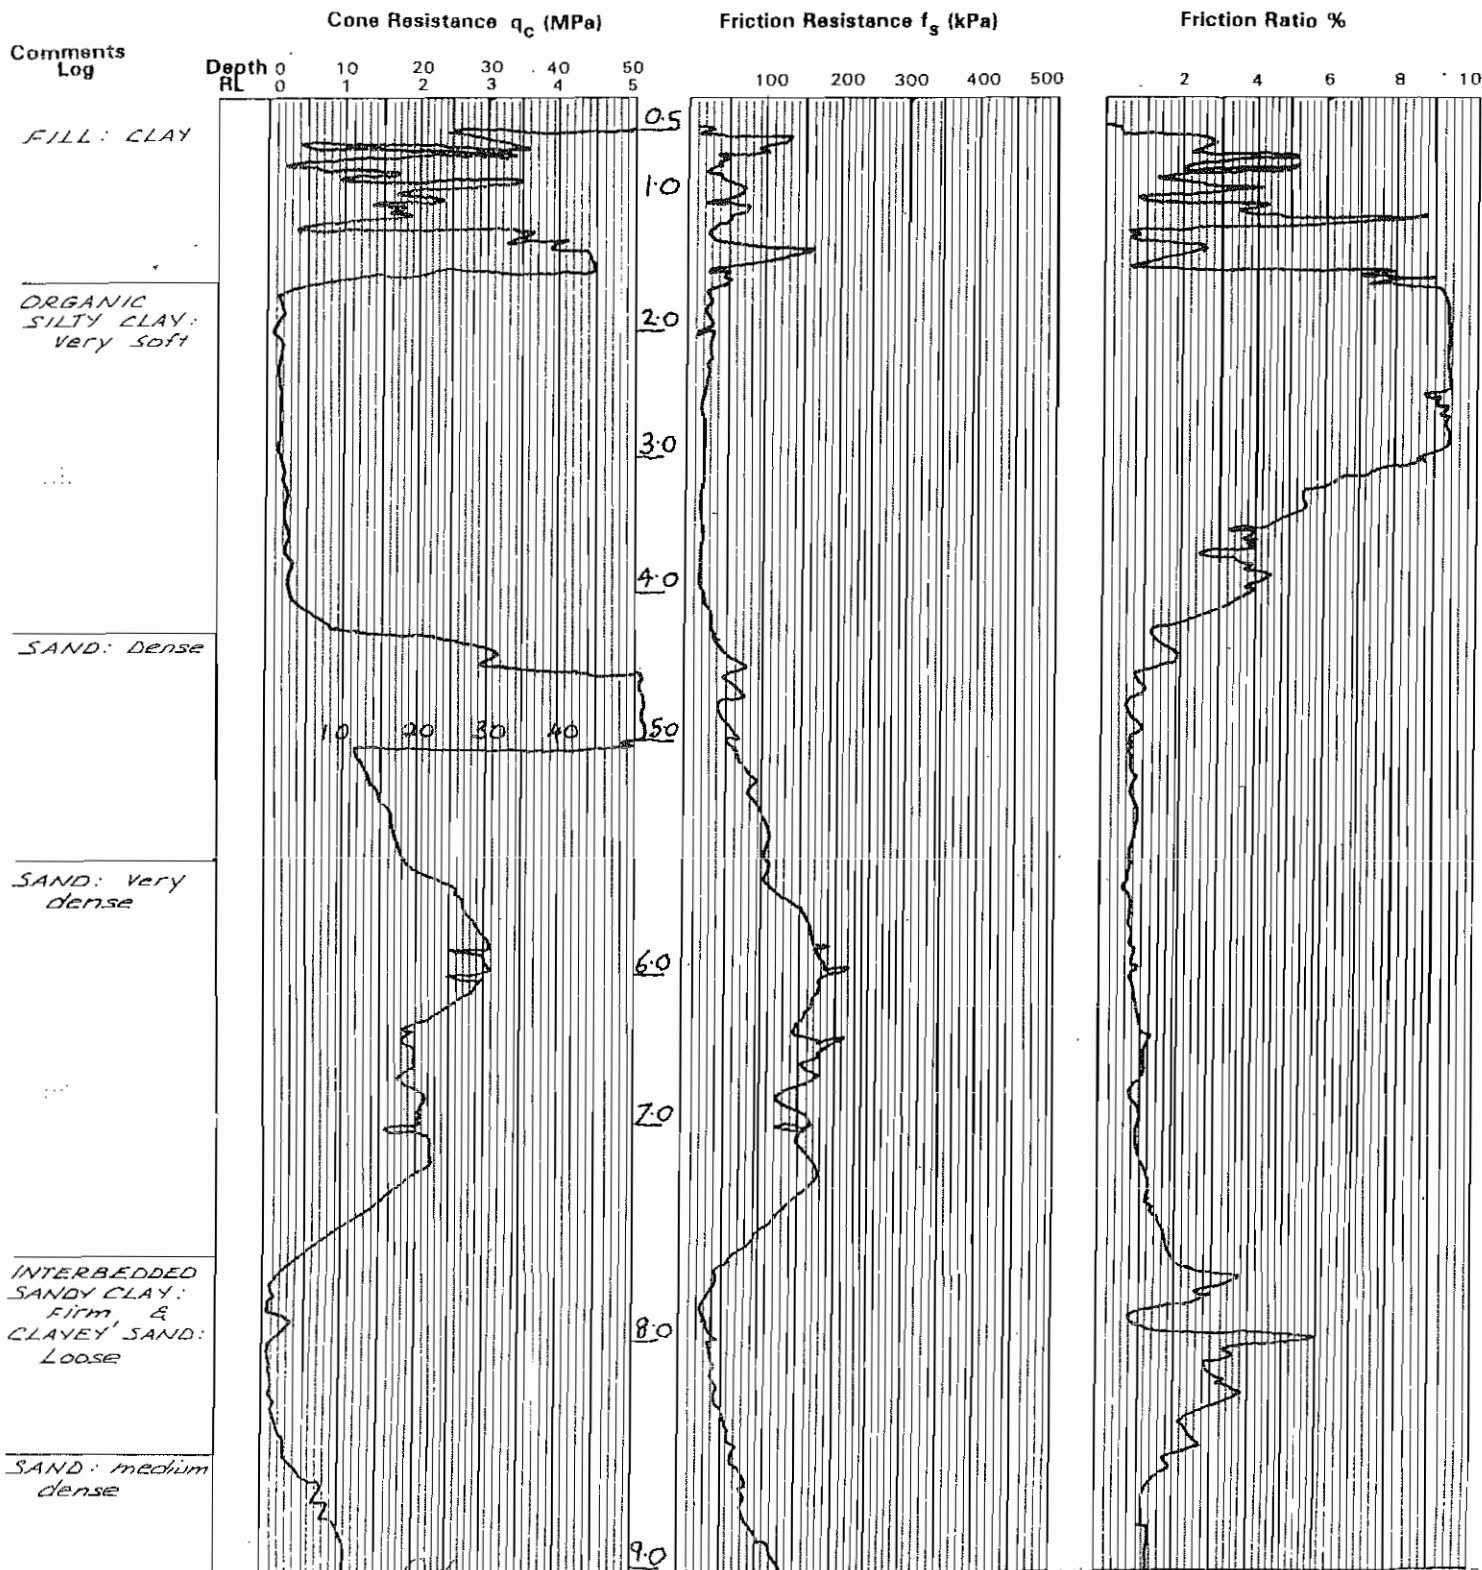 Cone Resistance qc (MPa)
Friction Resistance fs (kPa)
Friction Ratio %
Comments
Log
Depth 0 10 20 30 40 50
RL 0 1 2 3 4 5
100 200 300 400 500
2 4 6 8 10
0.5
FILL: CLAY
1.0
ORGANIC
SILTY CLAY:
Very Soft
2.0
3.0
4.0
SAND: Dense
10 20 30 40 50
SAND: Very
dense
6.0
7.0
INTERBEDDED
SANDY CLAY:
Firm &
CLAYEY SAND:
Loose
8.0
SAND: medium
dense
9.0